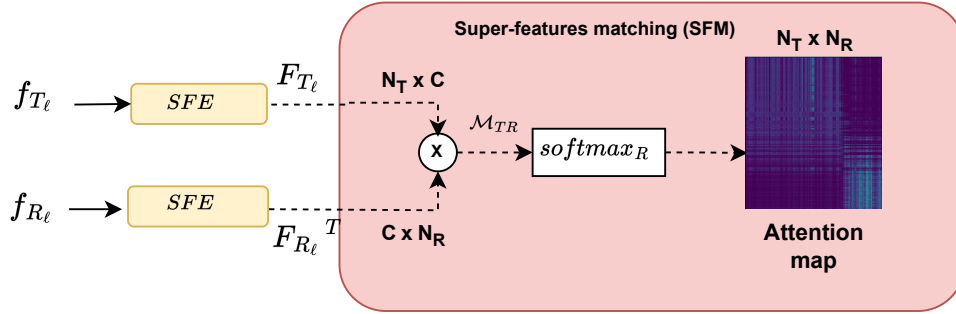 Super-features matching (SFM)
N_T x N_R
f_{T_ℓ}
SFE
F_{T_ℓ}
N_T x C
x
M_{TR}
softmax_R
f_{R_ℓ}
SFE
F_{R_ℓ}^T
C x N_R
Attention
map